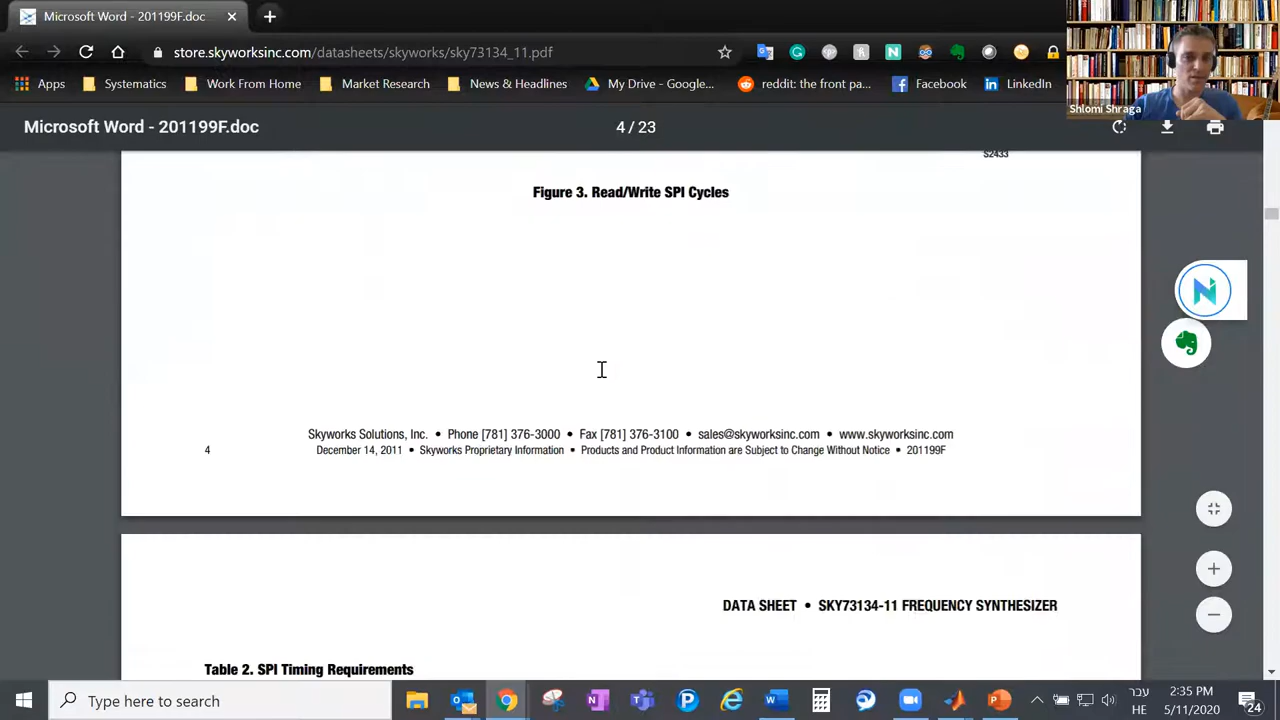 Microsoft Word - 201199F.doc
store.skyworksinc.com/datasheets/skyworks/sky73134_11.pdf
Apps
Systematics
Work From Home
Market Research
News Headlines
My Drive - Google...
reddit: the front pa...
Facebook
LinkedIn
Shlomi Shraga
Microsoft Word - 201199F.doc
4 / 23
S2433
Figure 3. Read/Write SPI Cycles
Skyworks Solutions, Inc. • Phone [781] 376-3000 • Fax [781] 376-3100 • sales@skyworksinc.com • www.skyworksinc.com
4 December 14, 2011 • Skyworks Proprietary Information • Products and Product Information are Subject to Change Without Notice • 201199F
DATA SHEET • SKY73134-11 FREQUENCY SYNTHESIZER
Table 2. SPI Timing Requirements
Type here to search
עבר
HE
2:35 PM
5/11/2020
24